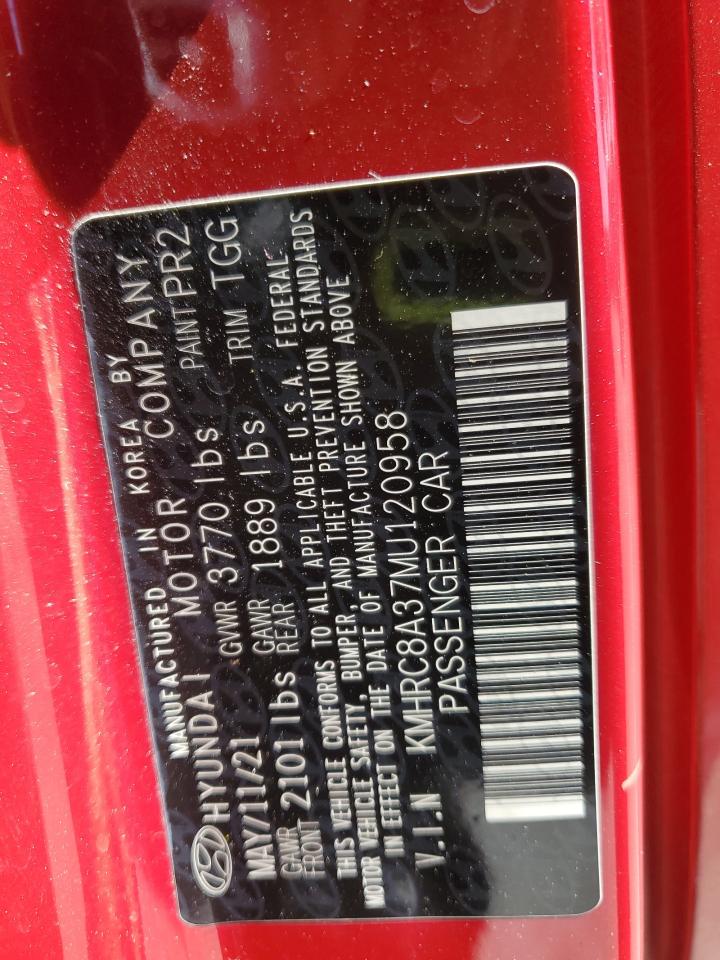 MANUFACTURED IN KOREA BY
HYUNDAI MOTOR COMPANY
MAY/11/21 GVWR 3770 lbs PAINT PR2
GAWR FRONT 2101 lbs GAWR REAR 1889 lbs TRIM TGG
THIS VEHICLE CONFORMS TO ALL APPLICABLE U.S.A. FEDERAL
MOTOR VEHICLE SAFETY, BUMPER, AND THEFT PREVENTION STANDARDS
IN EFFECT ON THE DATE OF MANUFACTURE SHOWN ABOVE
V.I.N KMHRC8A37MU120958
PASSENGER CAR